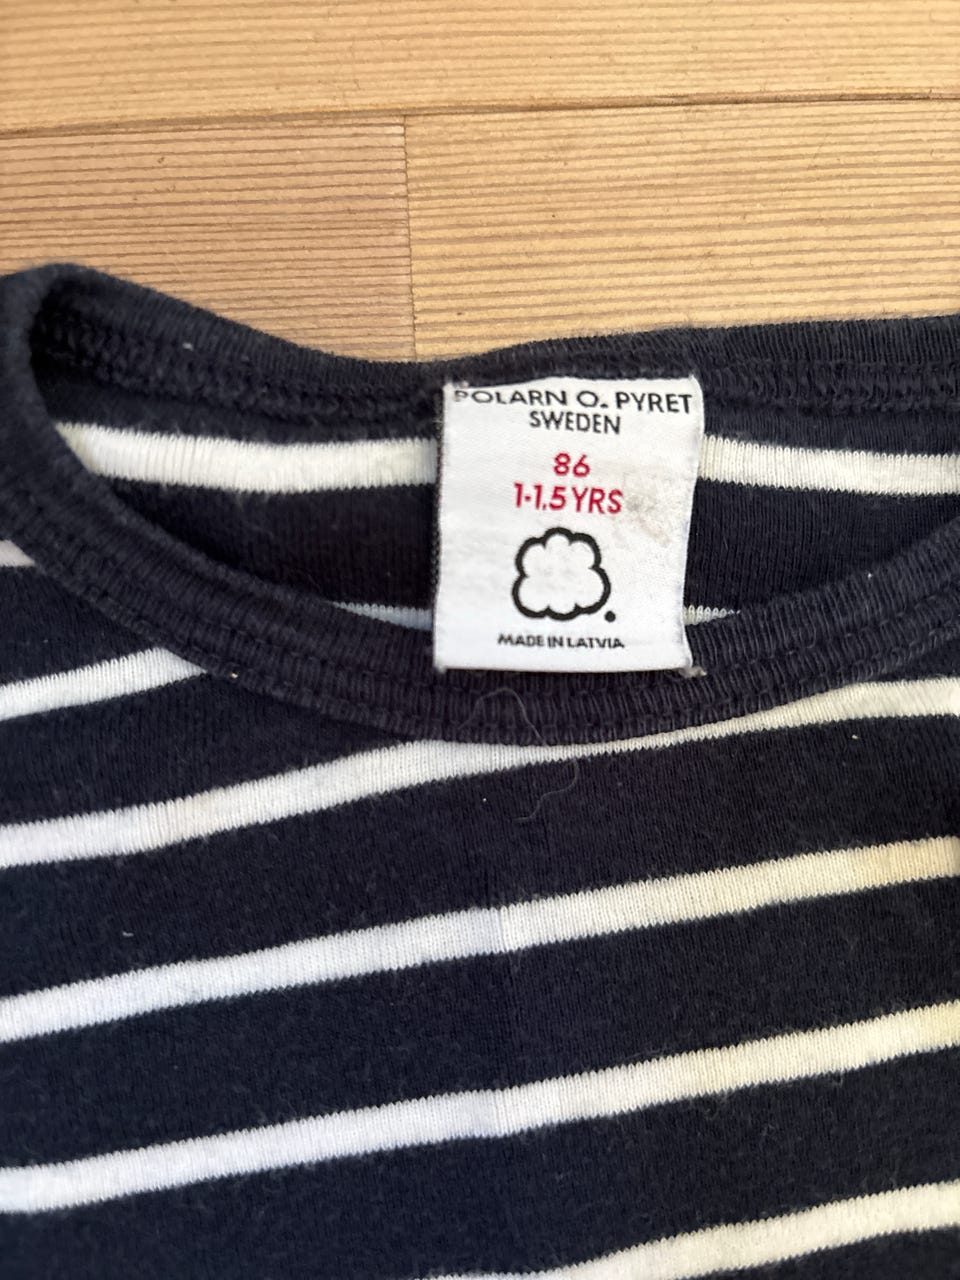 POLARN O. PYRET
SWEDEN
86
1-1.5 YRS
MADE IN LATVIA